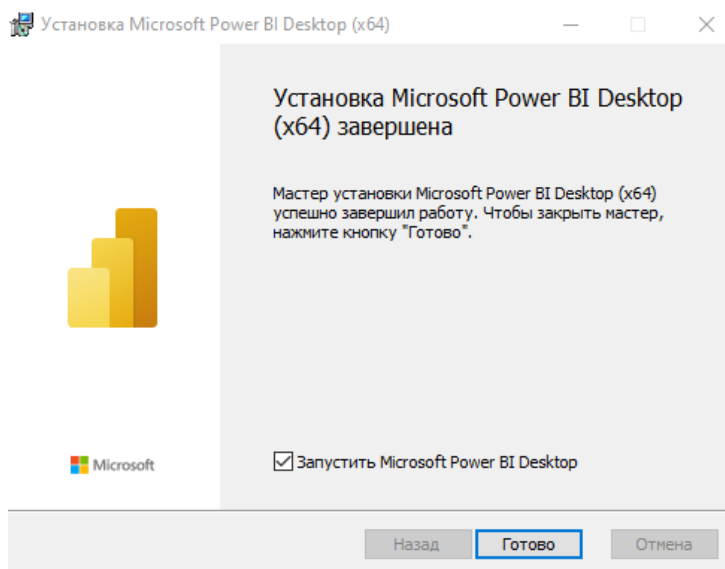 Установка Microsoft Power BI Desktop (x64)
Установка Microsoft Power BI Desktop
(x64) завершена
Мастер установки Microsoft Power BI Desktop (x64)
успешно завершил работу. Чтобы закрыть мастер,
нажмите кнопку "Готово".
Microsoft
Запустить Microsoft Power BI Desktop
Назад
Готово
Отмена